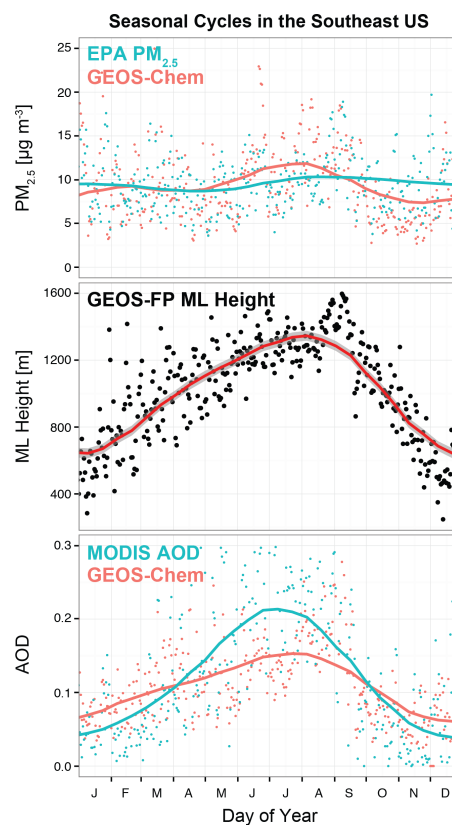 Seasonal Cycles in the Southeast US
EPA PM2.5
GEOS-Chem
PM2.5 [µg m-3]
25
20
15
10
5
0
GEOS-FP ML Height
ML Height [m]
1600
1200
800
400
MODIS AOD
GEOS-Chem
AOD
0.3
0.2
0.1
0.0
J F M A M J J A S O N D
Day of Year